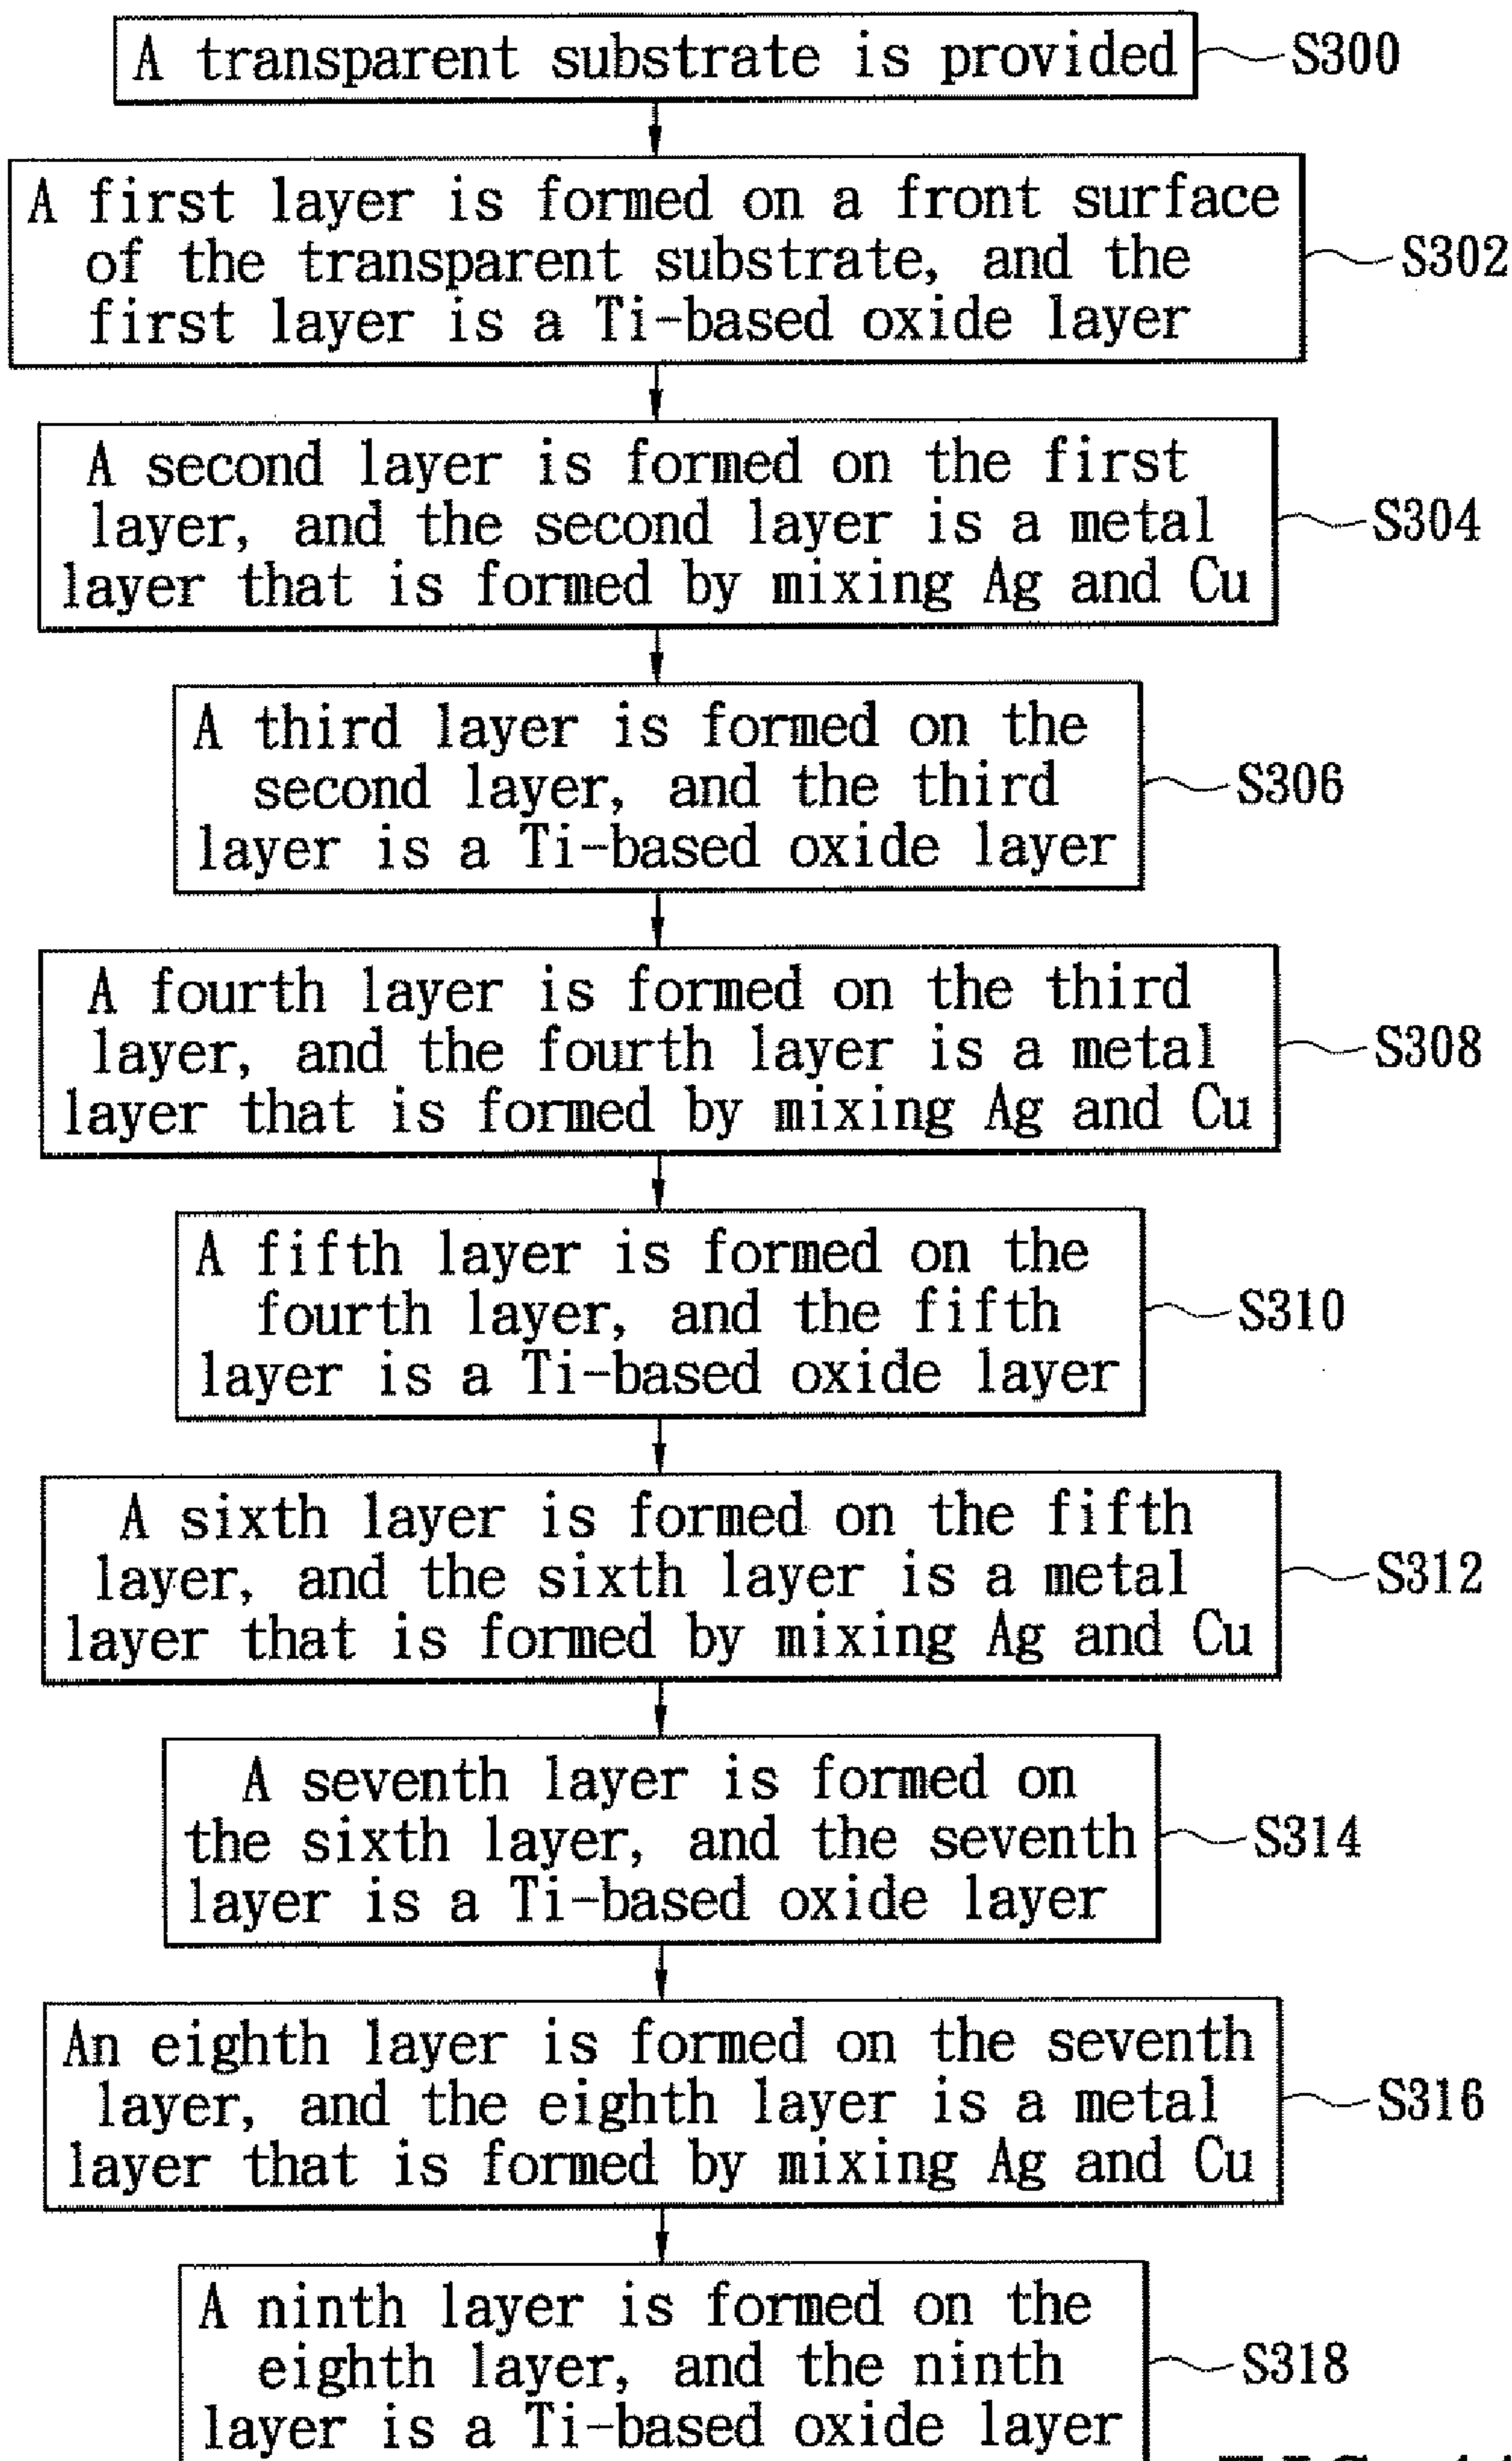 A transparent substrate is provided
S300
A first layer is formed on a front surface
of the transparent substrate, and the
first layer is a Ti-based oxide layer
S302
A second layer is formed on the first
layer, and the second layer is a metal
layer that is formed by mixing Ag and Cu
S304
A third layer is formed on the
second layer, and the third
layer is a Ti-based oxide layer
S306
A fourth layer is formed on the third
layer, and the fourth layer is a metal
layer that is formed by mixing Ag and Cu
S308
A fifth layer is formed on the
fourth layer, and the fifth
layer is a Ti-based oxide layer
S310
A sixth layer is formed on the fifth
layer, and the sixth layer is a metal
layer that is formed by mixing Ag and Cu
S312
A seventh layer is formed on
the sixth layer, and the seventh
layer is a Ti-based oxide layer
S314
An eighth layer is formed on the seventh
layer, and the eighth layer is a metal
layer that is formed by mixing Ag and Cu
S316
A ninth layer is formed on the
eighth layer, and the ninth
layer is a Ti-based oxide layer
S318